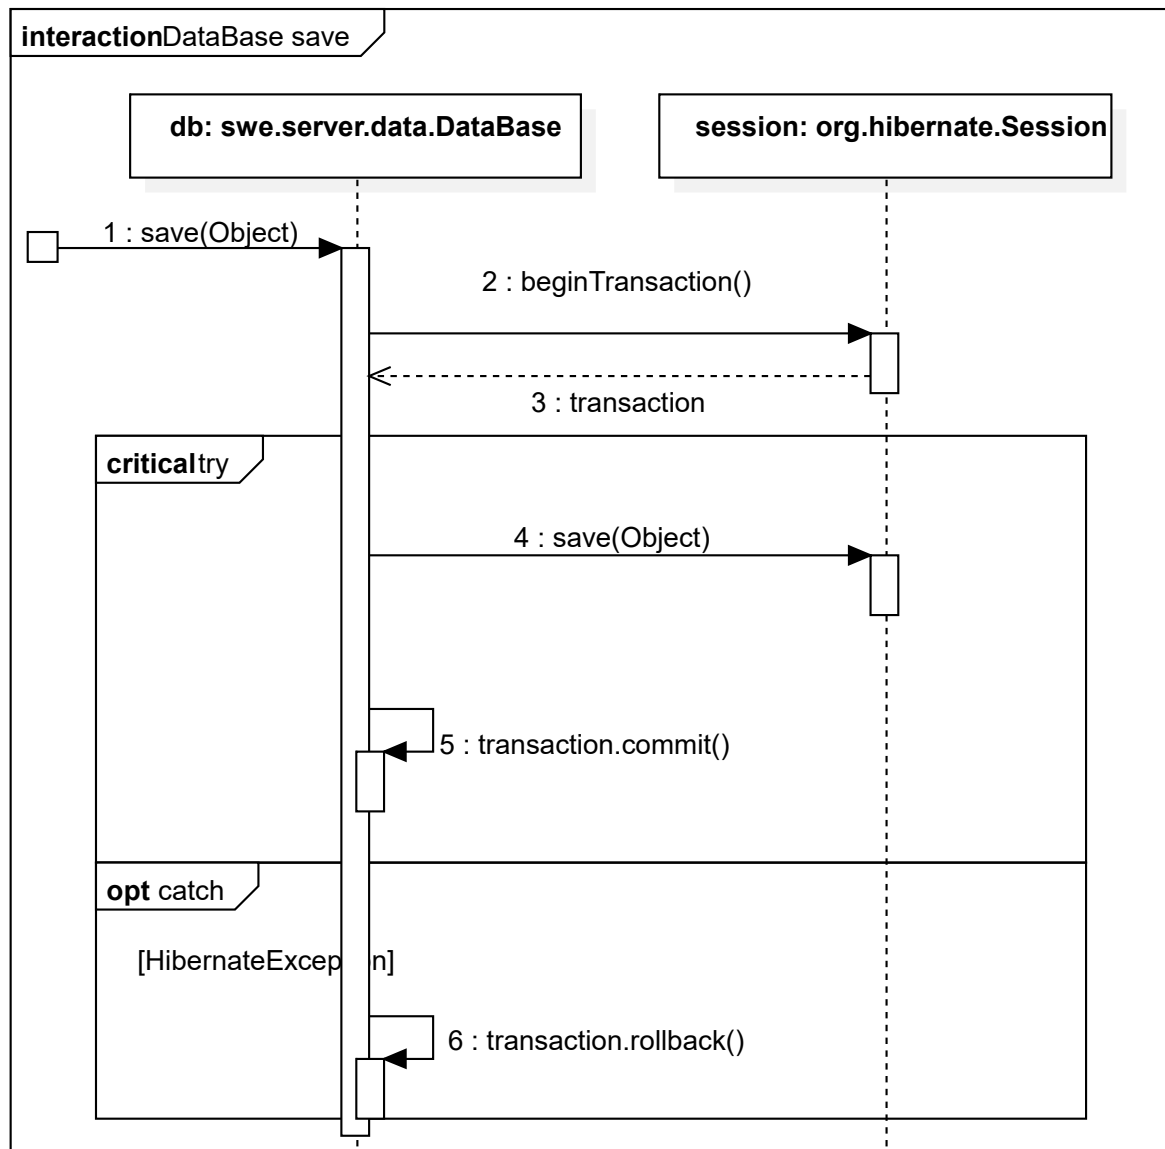 interactionDataBase save
db: swe.server.data.DataBase
session: org.hibernate.Session
1 : save(Object)
2 : beginTransaction()
3 : transaction
criticaltry
4 : save(Object)
5 : transaction.commit()
opt catch
[HibernateException]
6 : transaction.rollback()